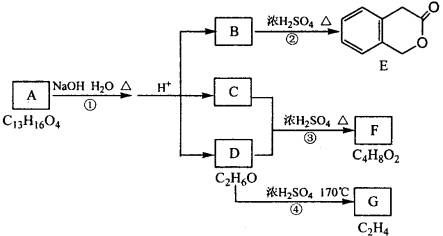 B
浓H₂SO₄ △
②
O
O
E
A
NaOH H₂O △
①
H⁺
C
C₁₃H₁₆O₄
浓H₂SO₄ △
③
F
C₄H₈O₂
D
C₂H₆O
浓H₂SO₄ 170℃
④
G
C₂H₄